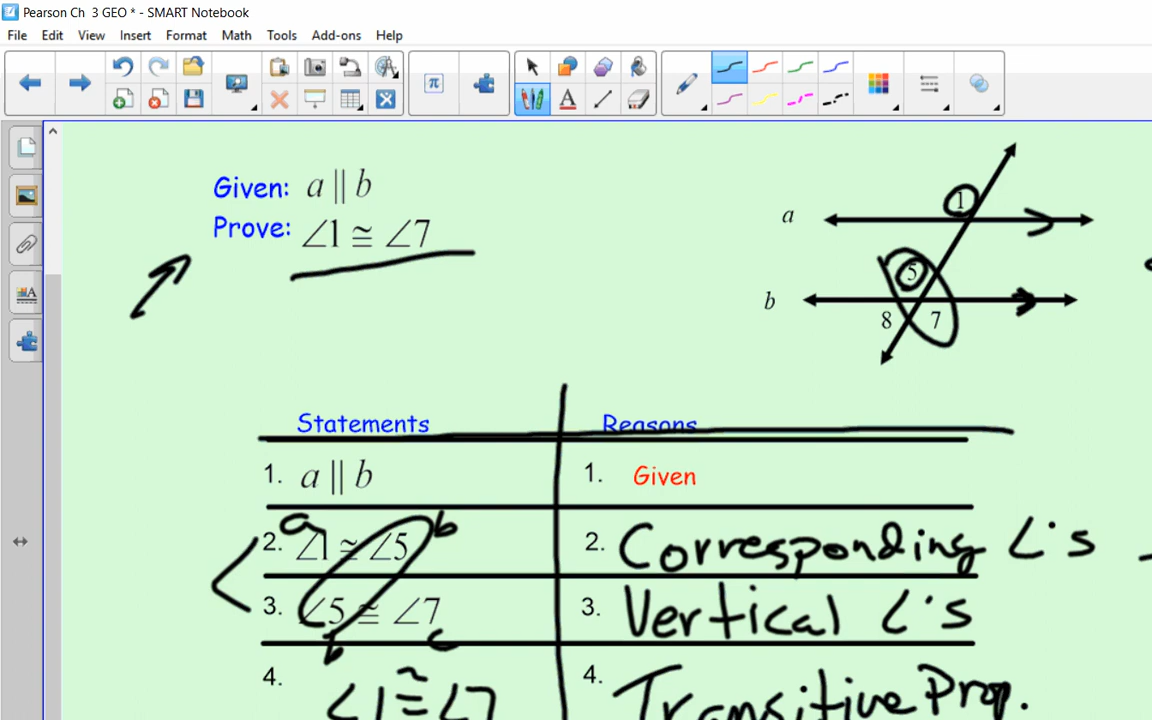 Pearson Ch 3 GEO * - SMART Notebook
File Edit View Insert Format Math Tools Add-ons Help
π
A
Given: a || b
Prove: ∠1 ≅ ∠7
1
a
5
b
8 7
Statements Reasons
1. a || b 1. Given
a b
2. ∠1 ≅ ∠5 2. Corresponding ∠'s
3. ∠5 ≅ ∠7 3. Vertical ∠'s
b c
4. ∠1 ≅ ∠7 4. Transitive Prop.